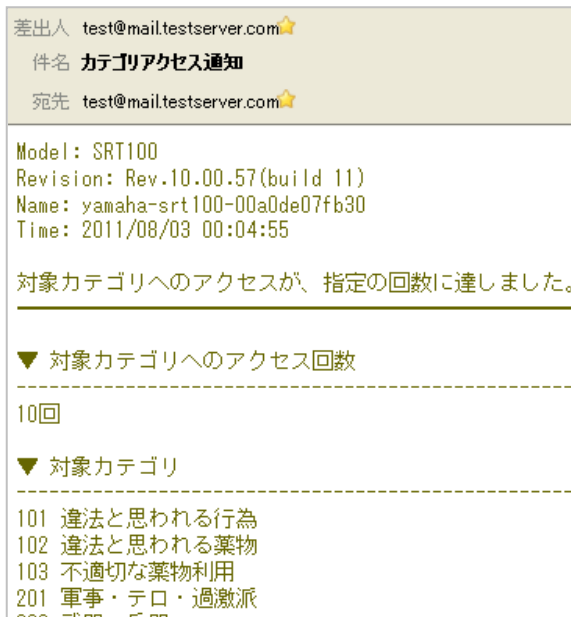 差出人 test@mail.testserver.com
件名 カテゴリアクセス通知
宛先 test@mail.testserver.com
Model: SRT100
Revision: Rev.10.00.57(build 11)
Name: yamaha-srt100-00a0de07fb30
Time: 2011/08/03 00:04:55
対象カテゴリへのアクセスが、指定の回数に達しました。
▼ 対象カテゴリへのアクセス回数
------------------------------------------------
10回
▼ 対象カテゴリ
------------------------------------------------
101 違法と思われる行為
102 違法と思われる薬物
103 不適切な薬物利用
201 軍事・テロ・過激派